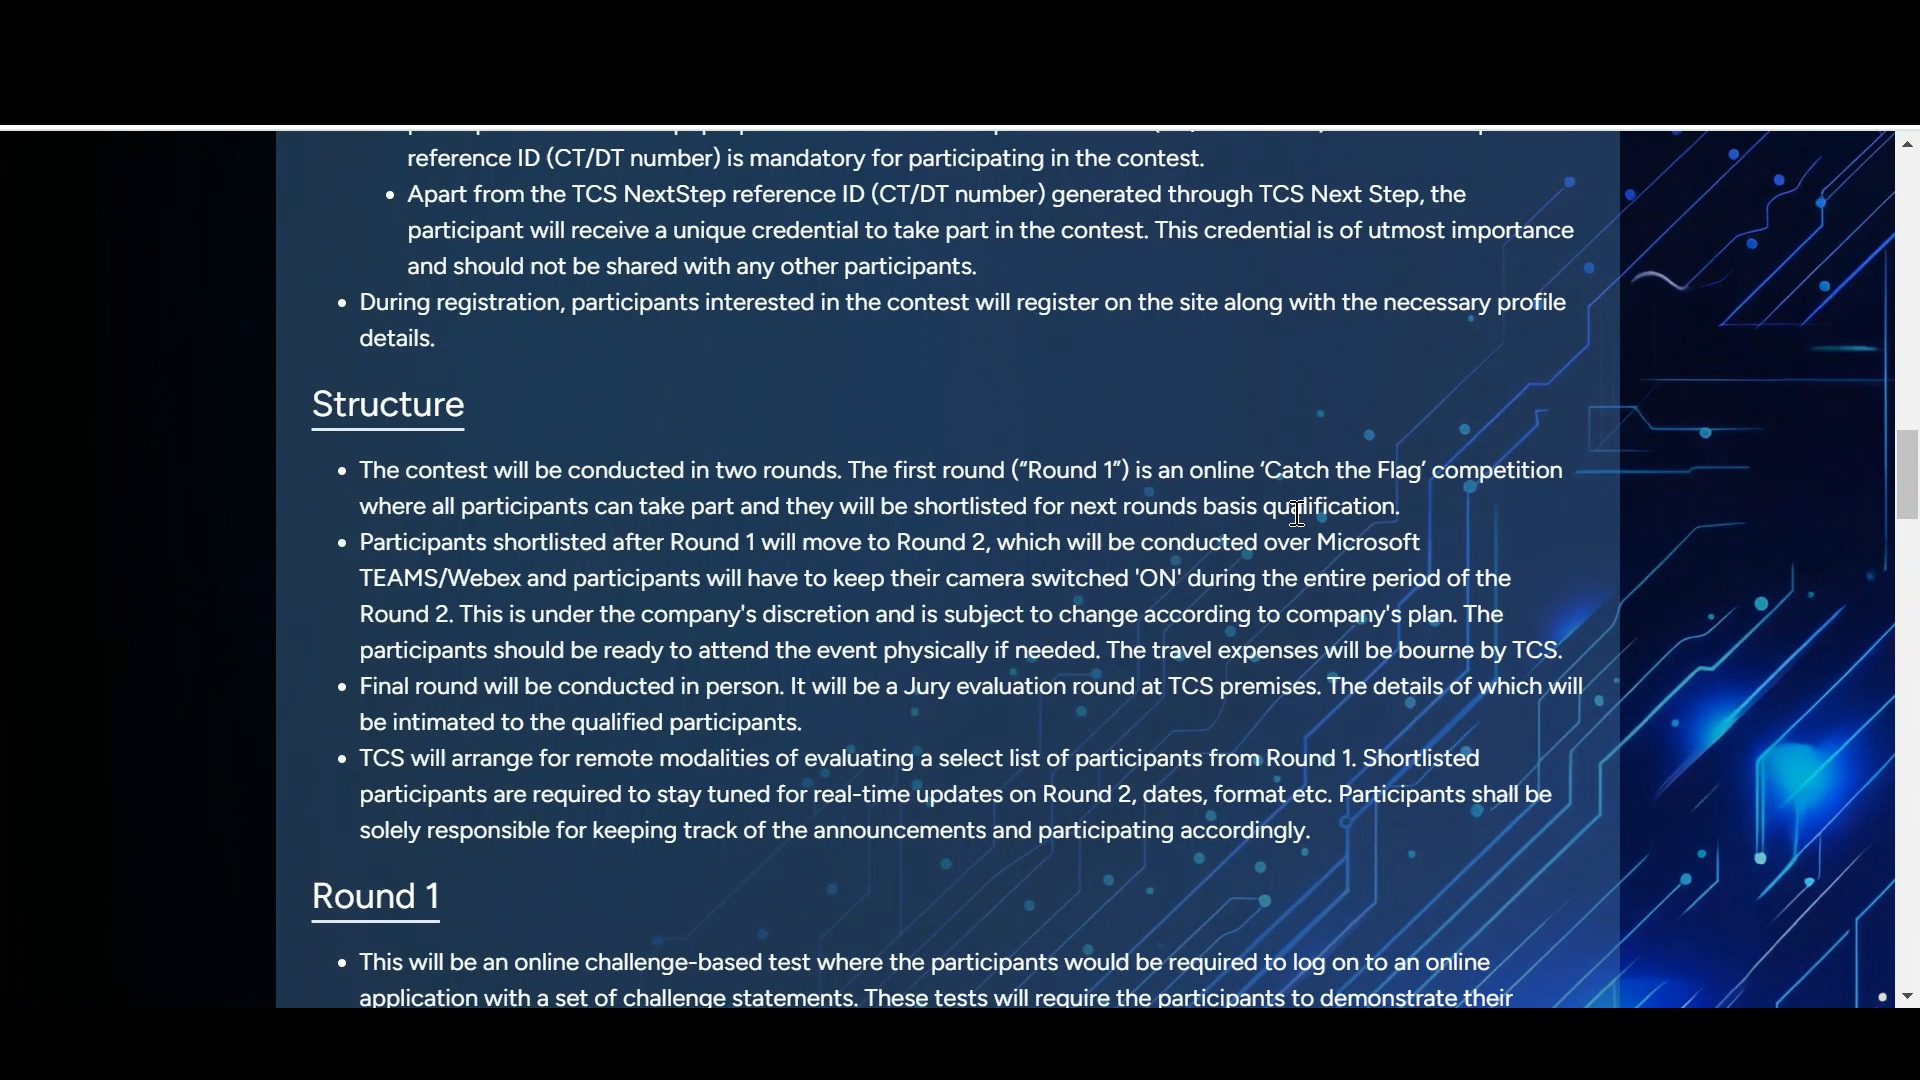 reference ID (CT/DT number) is mandatory for participating in the contest.
Apart from the TCS NextStep reference ID (CT/DT number) generated through TCS Next Step, the
participant will receive a unique credential to take part in the contest. This credential is of utmost importance
and should not be shared with any other participants.
During registration, participants interested in the contest will register on the site along with the necessary profile
details.
Structure
The contest will be conducted in two rounds. The first round (“Round 1”) is an online ‘Catch the Flag’ competition
where all participants can take part and they will be shortlisted for next rounds basis qualification.
Participants shortlisted after Round 1 will move to Round 2, which will be conducted over Microsoft
TEAMS/Webex and participants will have to keep their camera switched 'ON' during the entire period of the
Round 2. This is under the company's discretion and is subject to change according to company's plan. The
participants should be ready to attend the event physically if needed. The travel expenses will be bourne by TCS.
Final round will be conducted in person. It will be a Jury evaluation round at TCS premises. The details of which will
be intimated to the qualified participants.
TCS will arrange for remote modalities of evaluating a select list of participants from Round 1. Shortlisted
participants are required to stay tuned for real-time updates on Round 2, dates, format etc. Participants shall be
solely responsible for keeping track of the announcements and participating accordingly.
Round 1
This will be an online challenge-based test where the participants would be required to log on to an online
application with a set of challenge statements. These tests will require the participants to demonstrate their